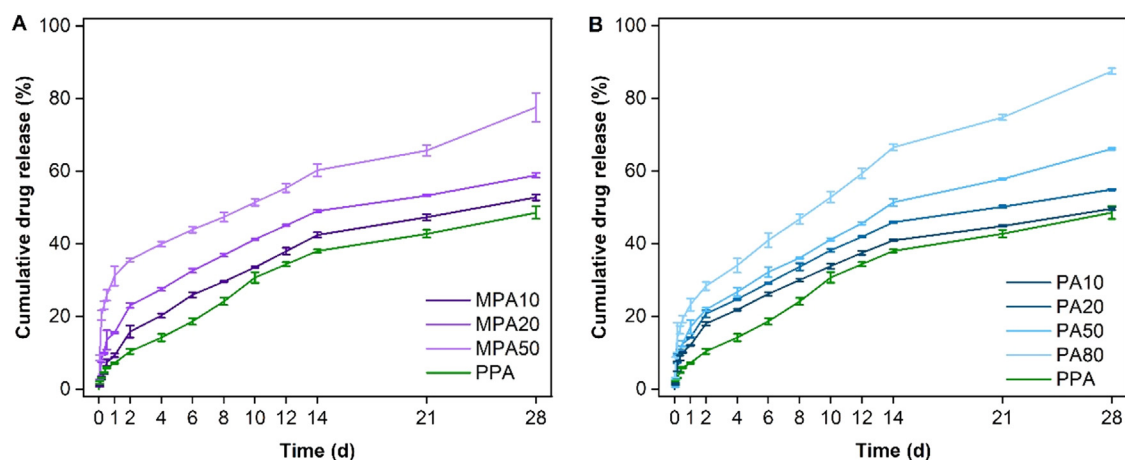 A
Cumulative drug release (%)
100
80
60
40
20
0
MPA10
MPA20
MPA50
PPA
0 1 2 4 6 8 10 12 14 21 28
Time (d)
B
Cumulative drug release (%)
100
80
60
40
20
0
PA10
PA20
PA50
PA80
PPA
0 1 2 4 6 8 10 12 14 21 28
Time (d)